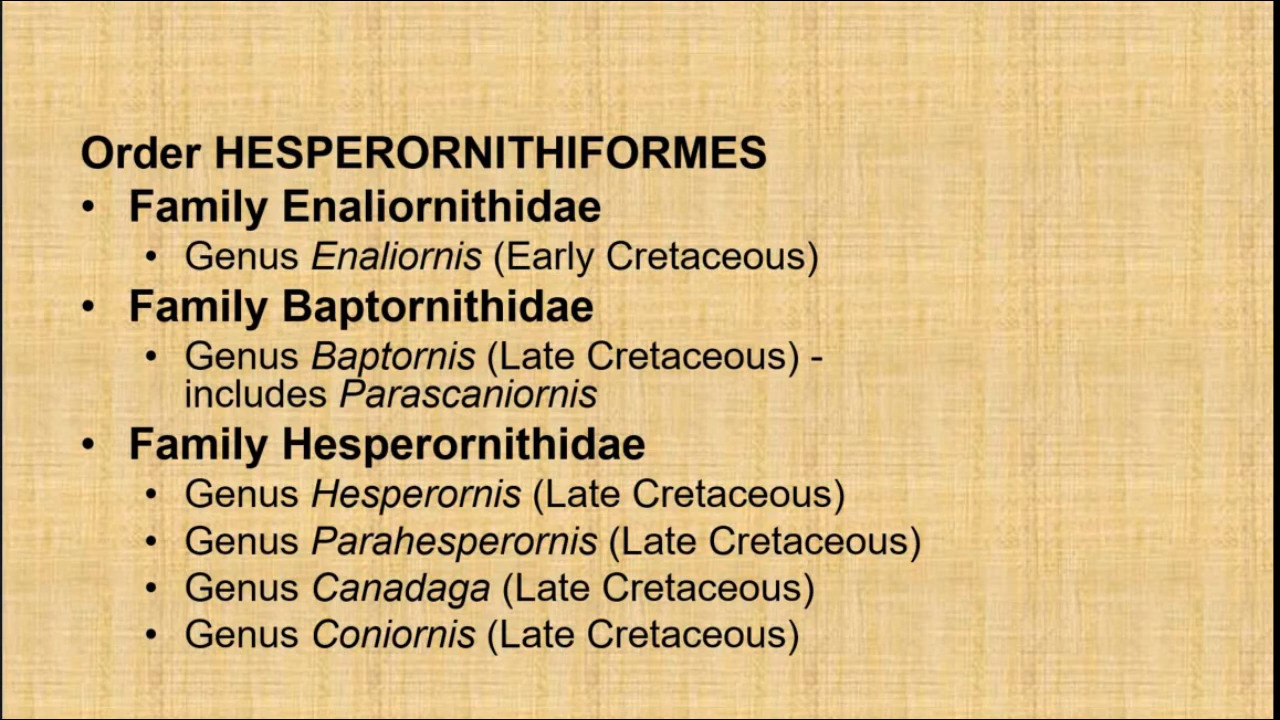 Order HESPERORNITHIFORMES
• Family Enaliornithidae
• Genus Enaliornis (Early Cretaceous)
• Family Baptornithidae
• Genus Baptornis (Late Cretaceous) -
includes Parascaniornis
• Family Hesperornithidae
• Genus Hesperornis (Late Cretaceous)
• Genus Parahesperornis (Late Cretaceous)
• Genus Canadaga (Late Cretaceous)
• Genus Coniornis (Late Cretaceous)